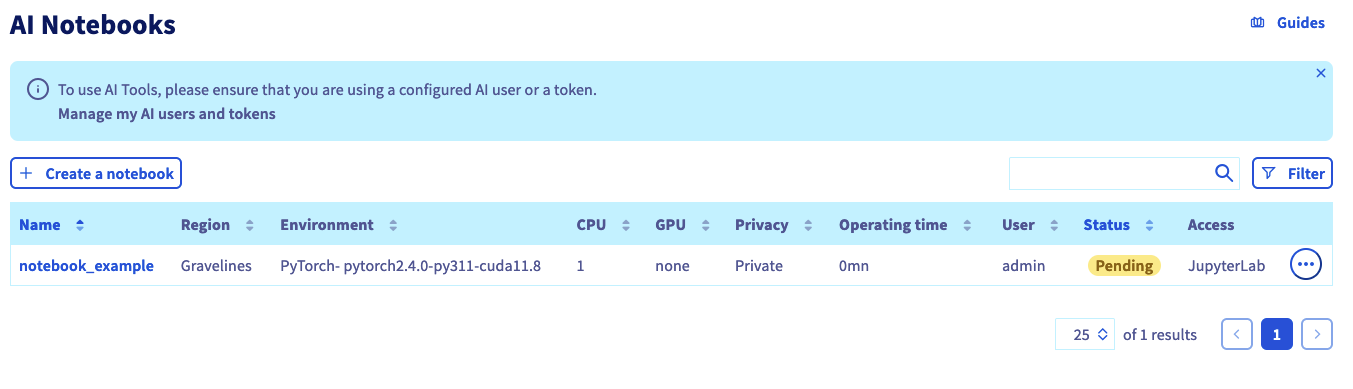 AI Notebooks
Guides
To use AI Tools, please ensure that you are using a configured AI user or a token.
Manage my AI users and tokens
Create a notebook
Filter
Name Region Environment CPU GPU Privacy Operating time User Status Access
notebook_example Gravelines PyTorch- pytorch2.4.0-py311-cuda11.8 1 none Private 0mn admin Pending JupyterLab
25 of 1 results 1